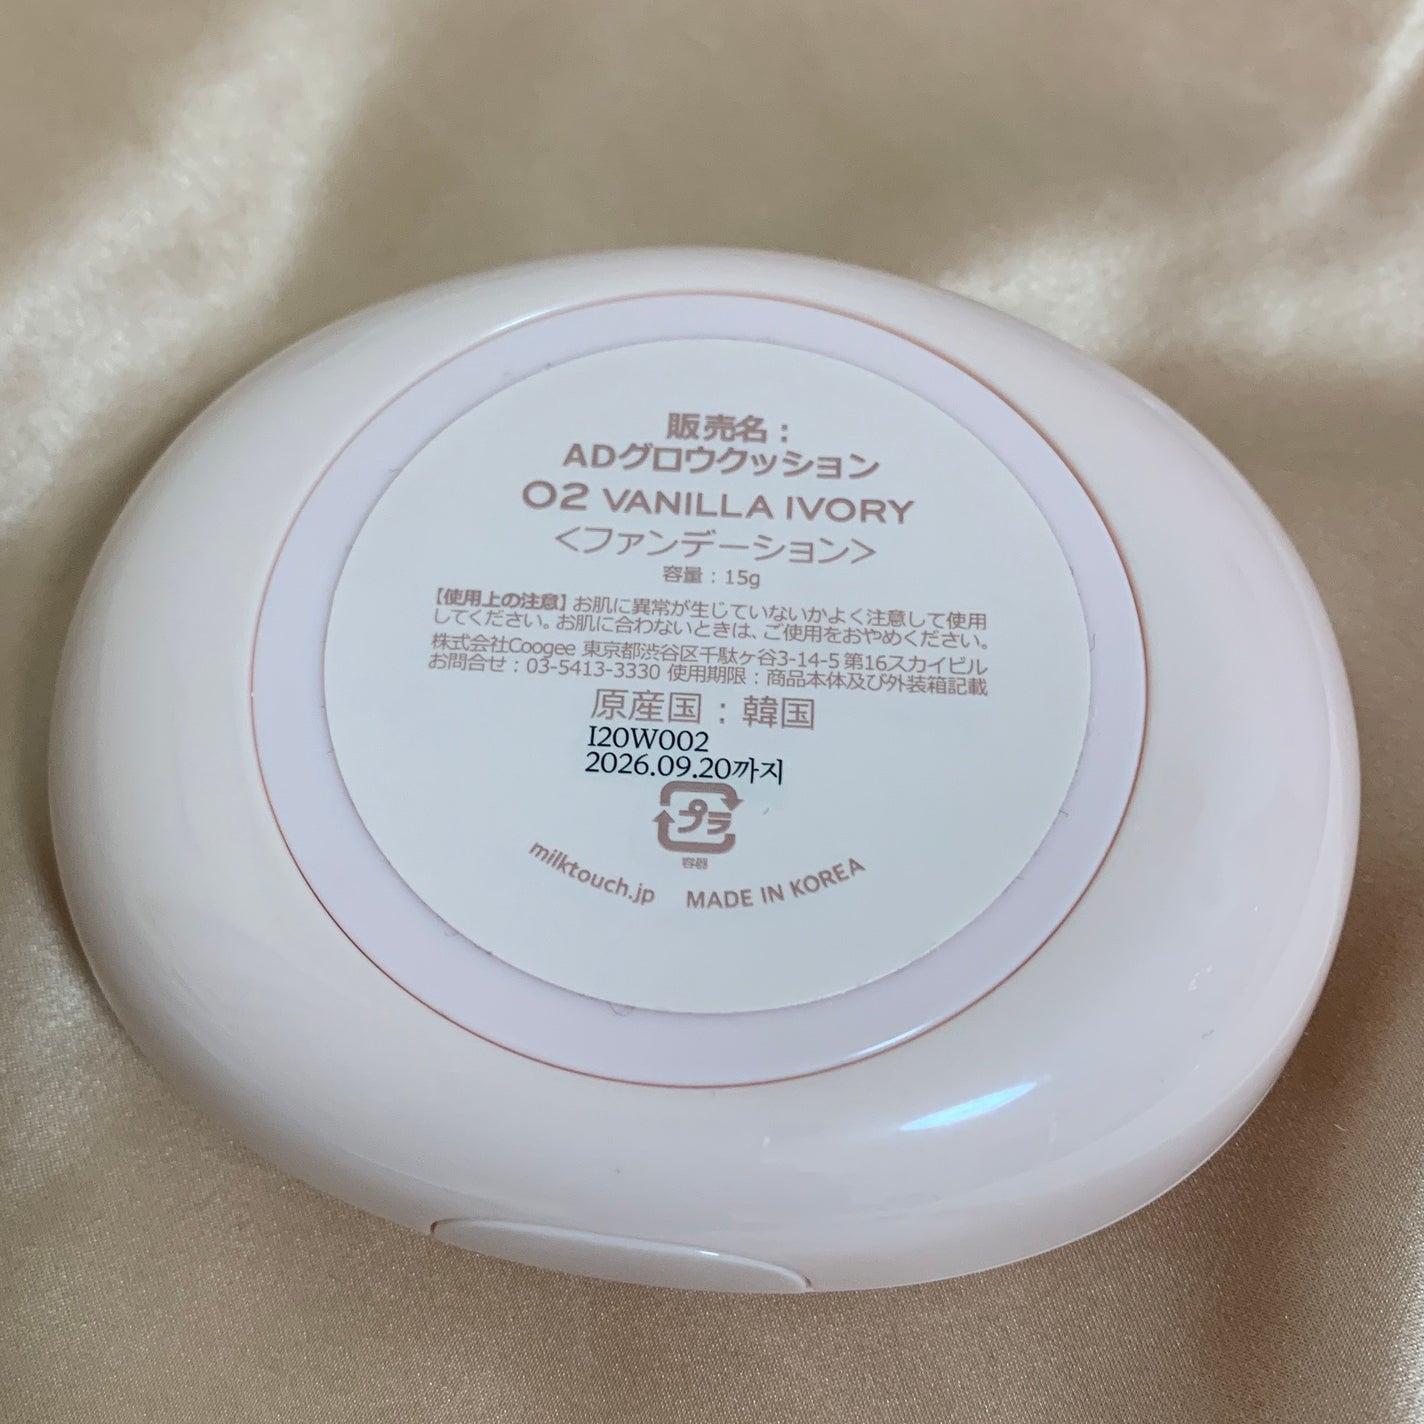 販売名:
ADグロウクッション
02 VANILLA IVORY
<ファンデーション>
容量:15g
【使用上の注意】お肌に異常が生じていないかよく注意して使用
してください。お肌に合わないときは、ご使用をおやめください。
株式会社Coogee 東京都渋谷区千駄ヶ谷3-14-5 第16スカイビル
お問合せ:03-5413-3330 使用期限:商品本体及び外装箱記載
原産国:韓国
I20W002
2026.09.20까지
プラ
容器
milktouch.jp MADE IN KOREA